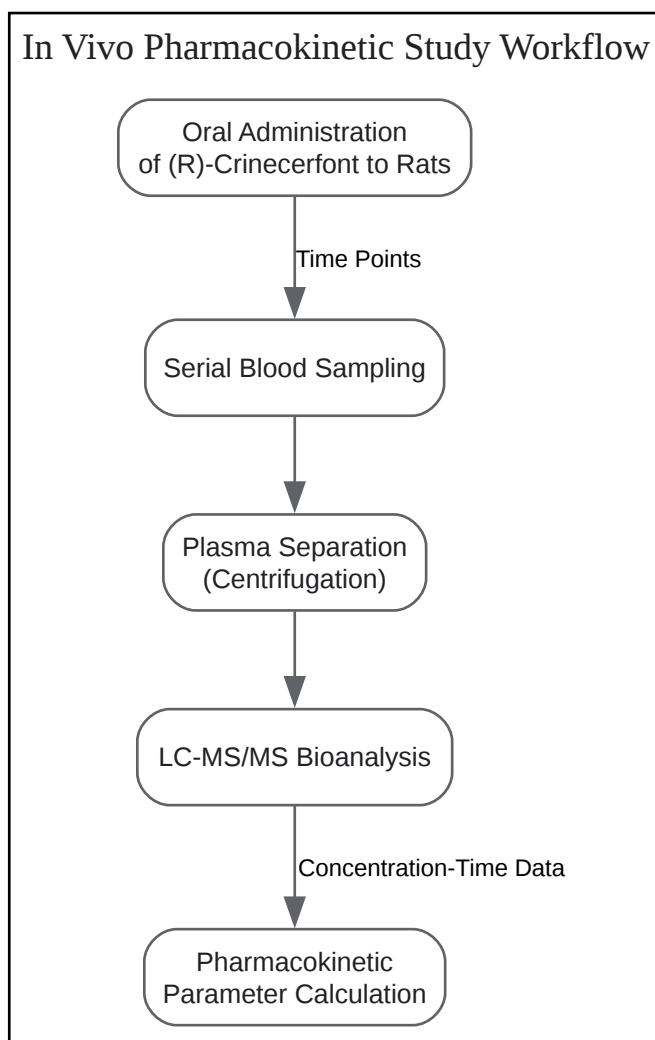 In Vivo Pharmacokinetic Study Workflow
Oral Administration
of (R)-Crinecerfont to Rats
Time Points
Serial Blood Sampling
Plasma Separation
(Centrifugation)
LC-MS/MS Bioanalysis
Concentration-Time Data
Pharmacokinetic
Parameter Calculation